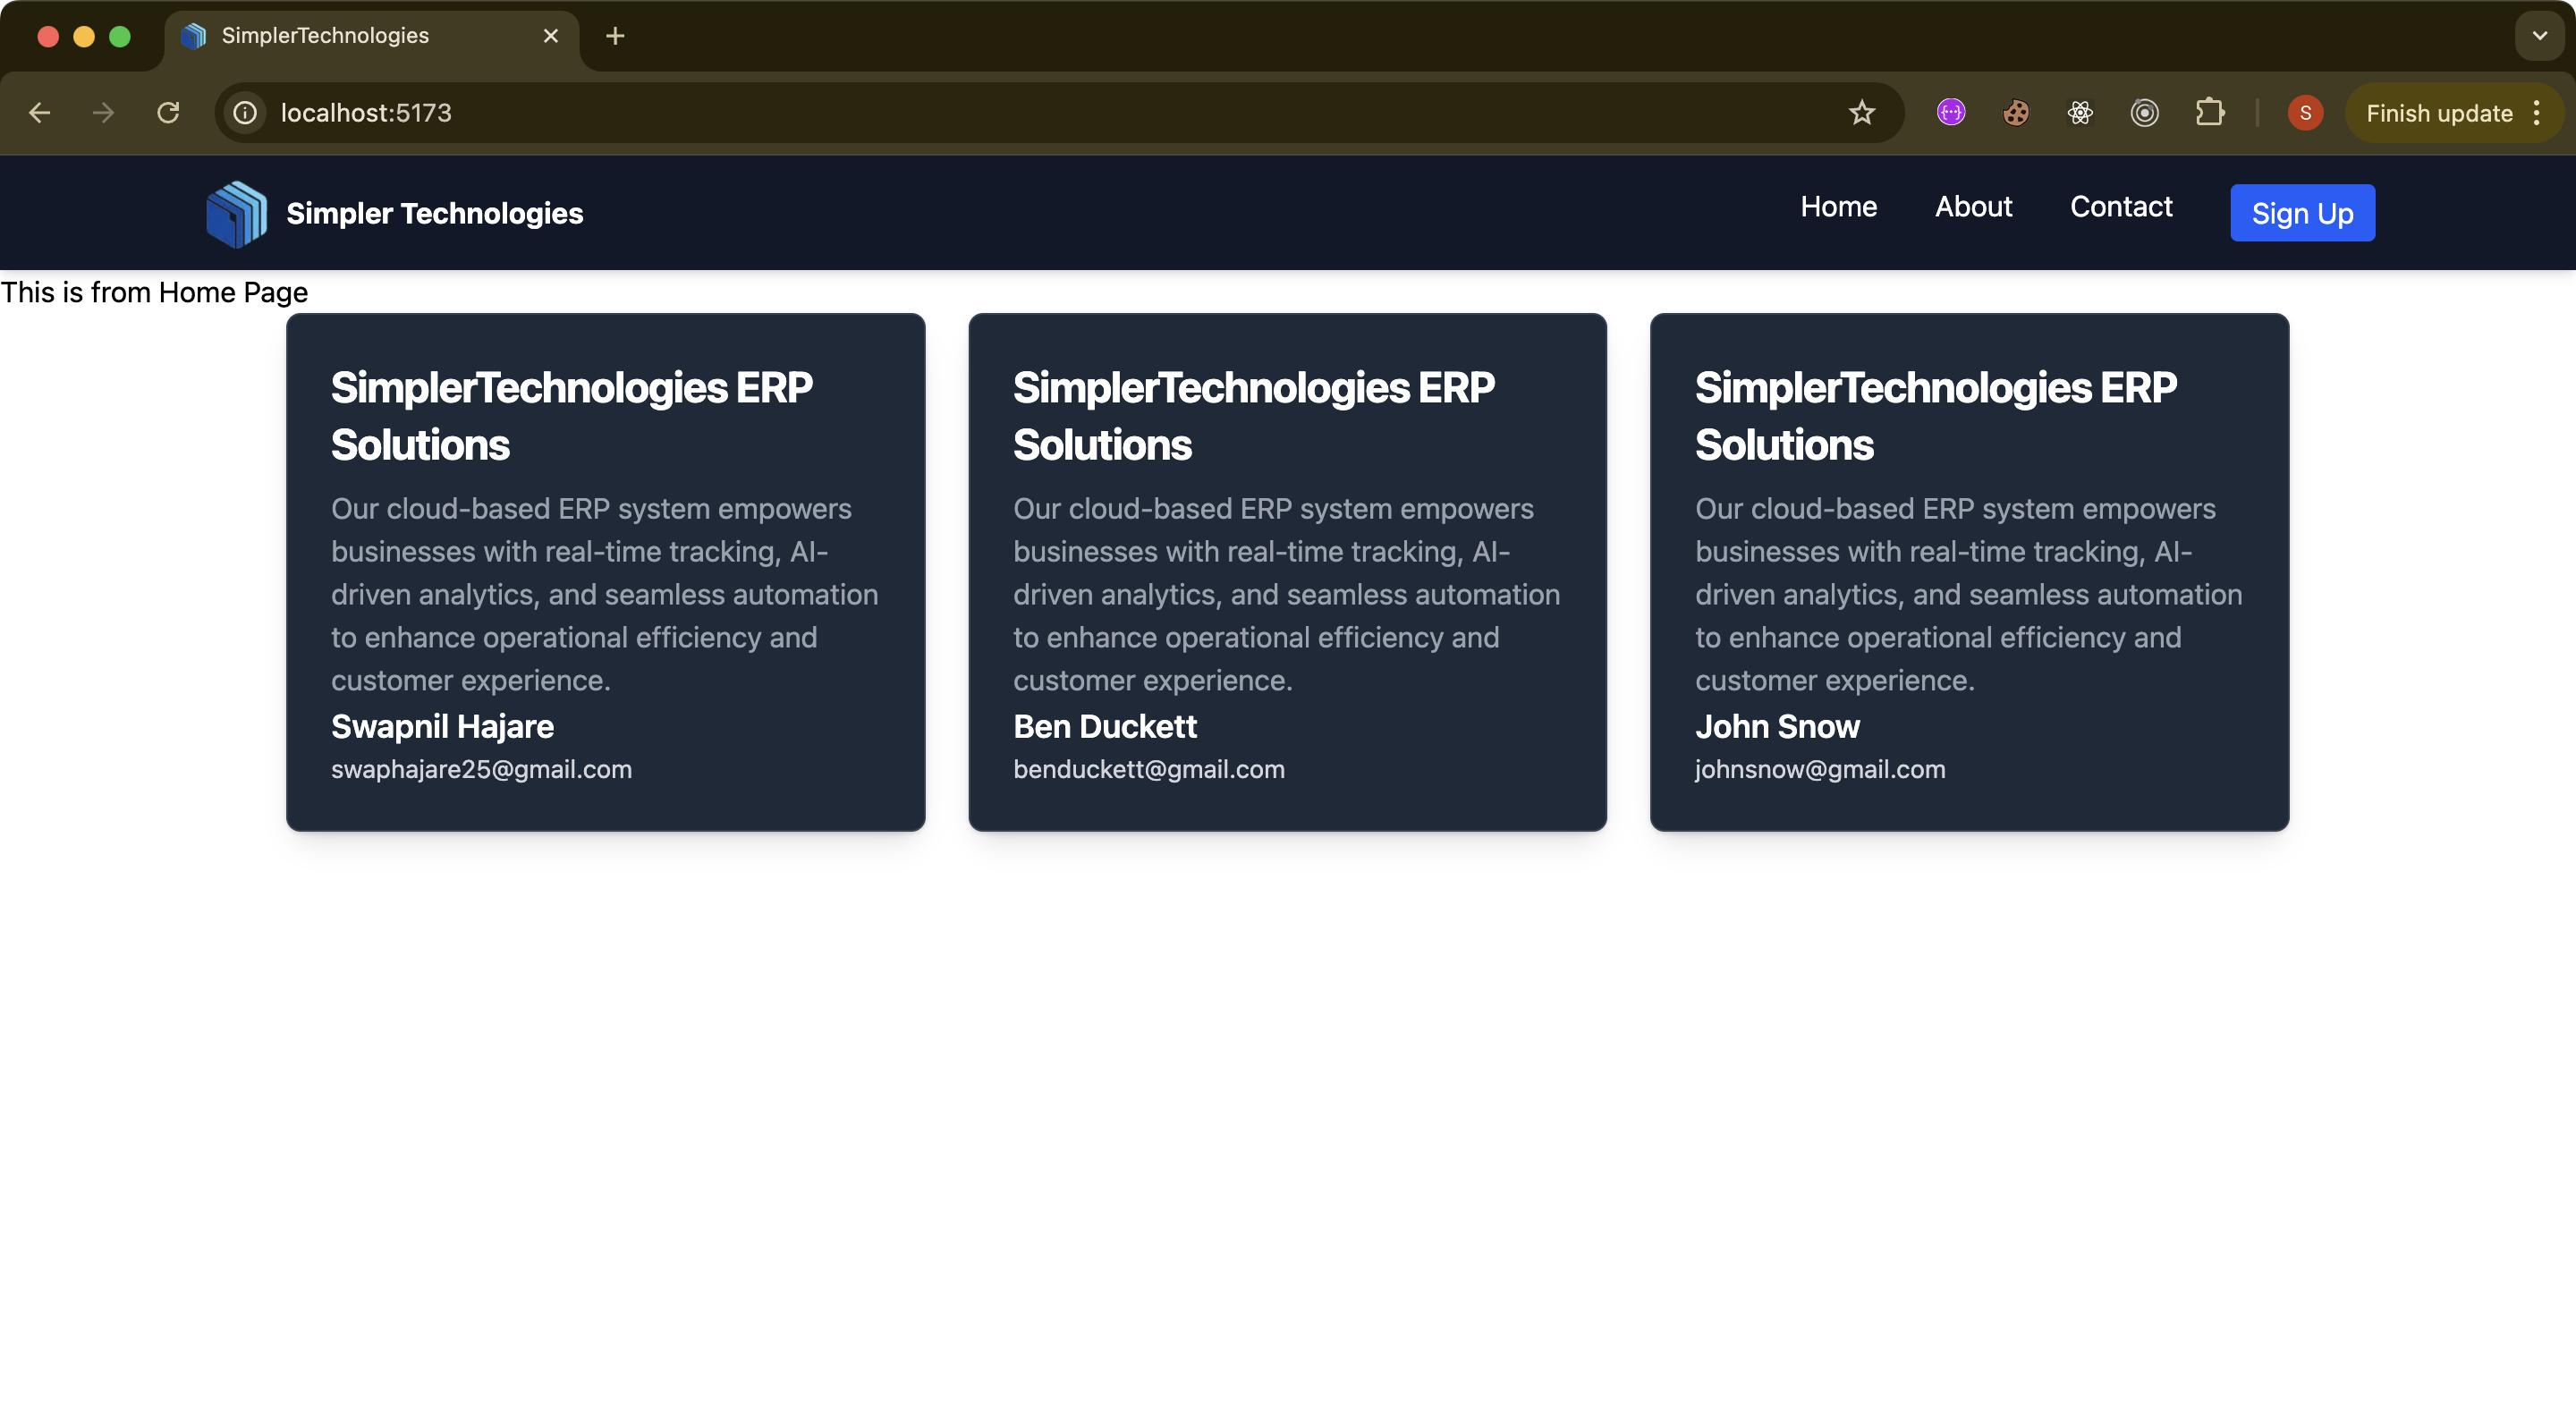 SimplerTechnologies
localhost:5173
S
Finish update
Simpler Technologies
Home
About
Contact
Sign Up
This is from Home Page
SimplerTechnologies ERP
Solutions
Our cloud-based ERP system empowers
businesses with real-time tracking, AI-
driven analytics, and seamless automation
to enhance operational efficiency and
customer experience.
Swapnil Hajare
swaphajare25@gmail.com
SimplerTechnologies ERP
Solutions
Our cloud-based ERP system empowers
businesses with real-time tracking, AI-
driven analytics, and seamless automation
to enhance operational efficiency and
customer experience.
Ben Duckett
benduckett@gmail.com
SimplerTechnologies ERP
Solutions
Our cloud-based ERP system empowers
businesses with real-time tracking, AI-
driven analytics, and seamless automation
to enhance operational efficiency and
customer experience.
John Snow
johnsnow@gmail.com